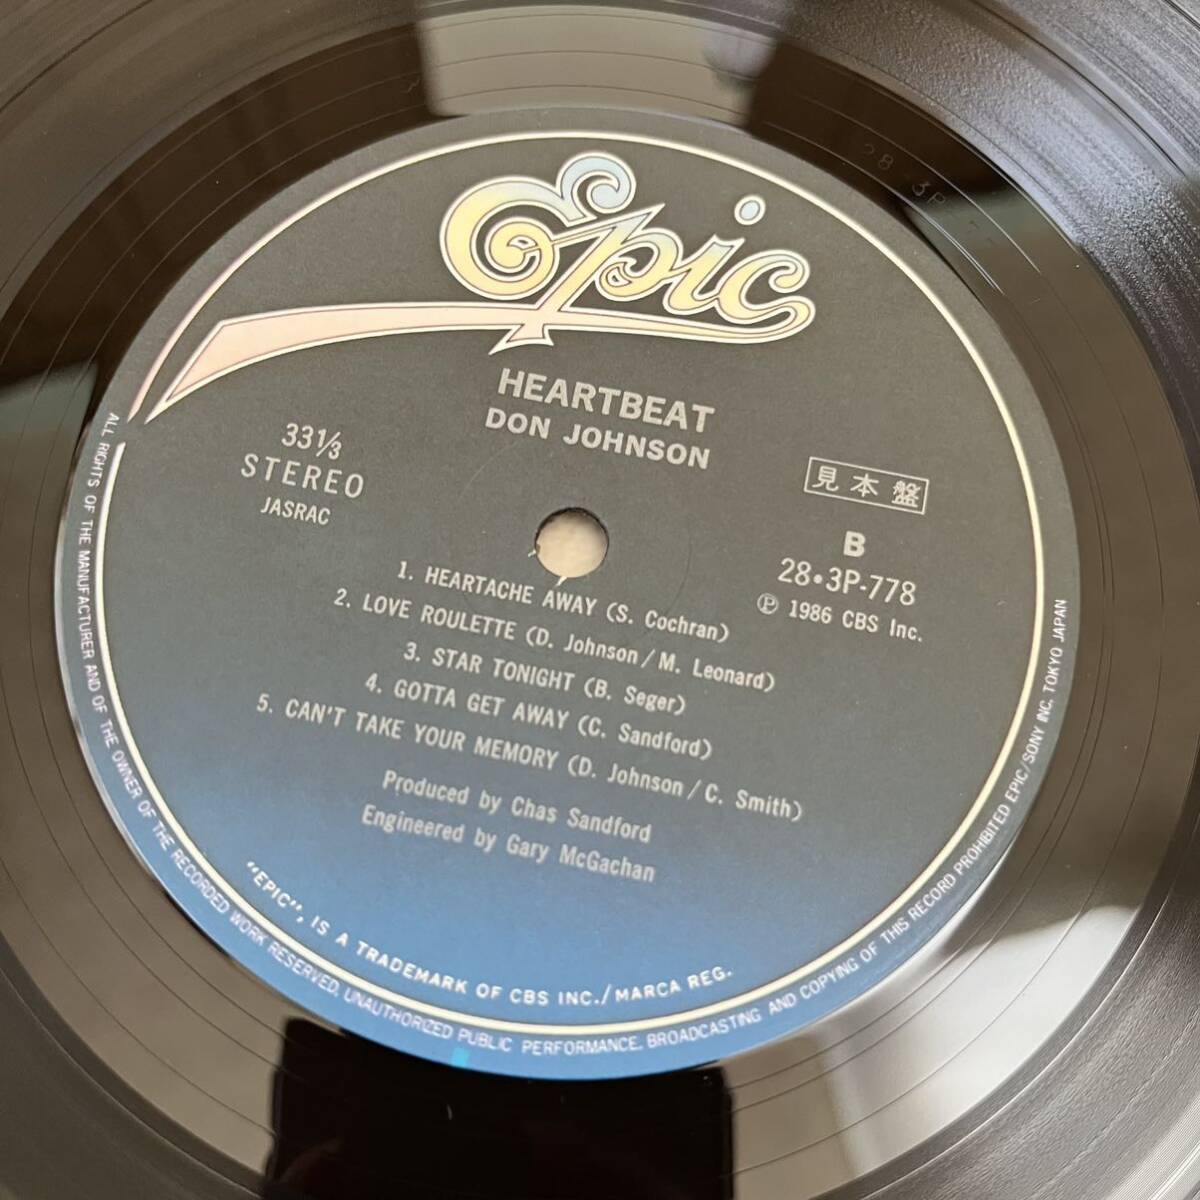 Epic
HEARTBEAT
DON JOHNSON
33 1/3
STEREO
JASRAC
見本盤
B
28・3P-778
Ⓟ 1986 CBS Inc.
1. HEARTACHE AWAY (S. Cochran)
2. LOVE ROULETTE (D. Johnson/M. Leonard)
3. STAR TONIGHT (B. Seger)
4. GOTTA GET AWAY (C. Sandford)
5. CAN'T TAKE YOUR MEMORY (D. Johnson/C. Smith)
Produced by Chas Sandford
Engineered by Gary McGachan
"EPIC", IS A TRADEMARK OF CBS INC./MARCA REG.
ALL RIGHTS OF THE MANUFACTURER AND OF THE OWNER OF THE RECORDED WORK RESERVED. UNAUTHORIZED PUBLIC PERFORMANCE. BROADCASTING AND COPYING OF THIS RECORD PROHIBITED EPIC/SONY INC. TOKYO JAPAN
28 3P